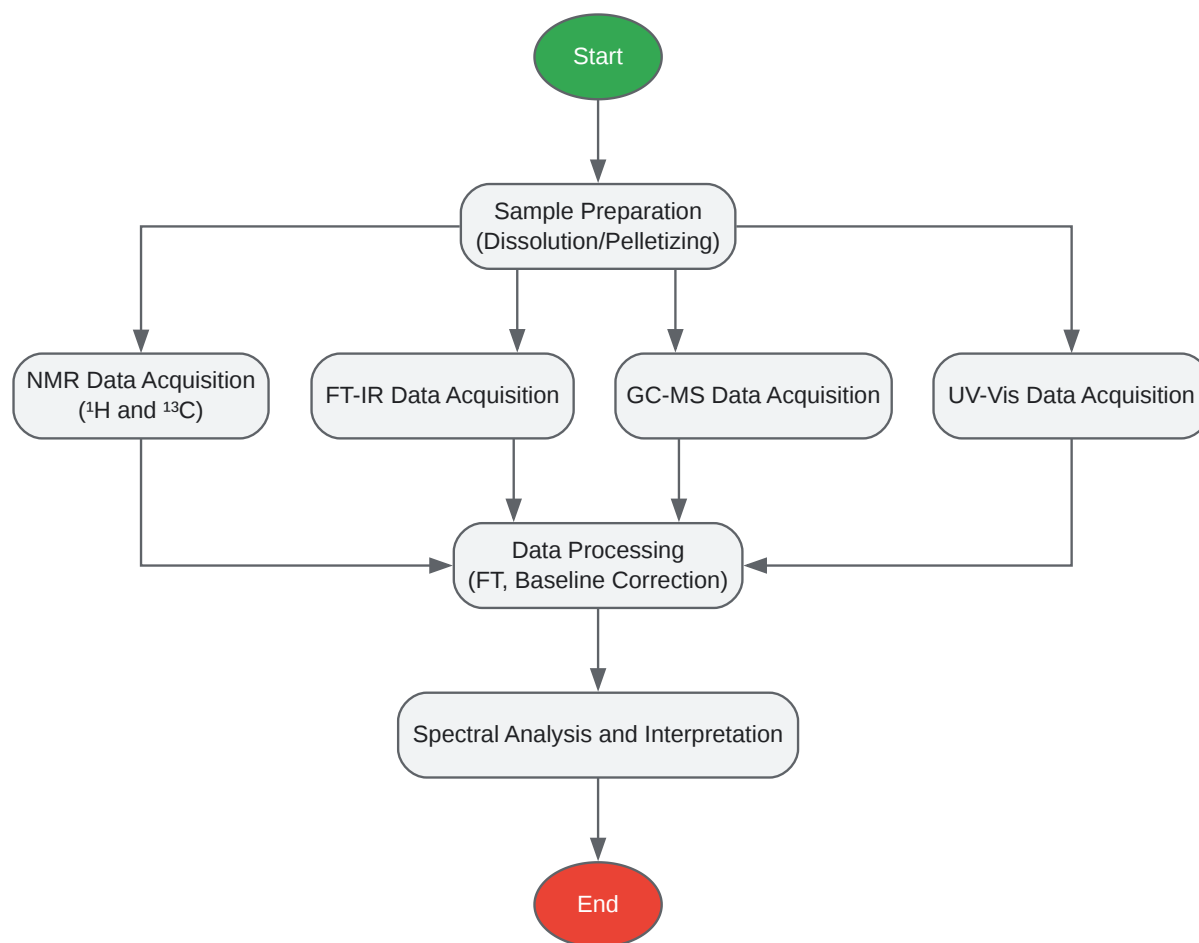 Start
Sample Preparation
(Dissolution/Pelletizing)
NMR Data Acquisition
(¹H and ¹³C)
FT-IR Data Acquisition
GC-MS Data Acquisition
UV-Vis Data Acquisition
Data Processing
(FT, Baseline Correction)
Spectral Analysis and Interpretation
End